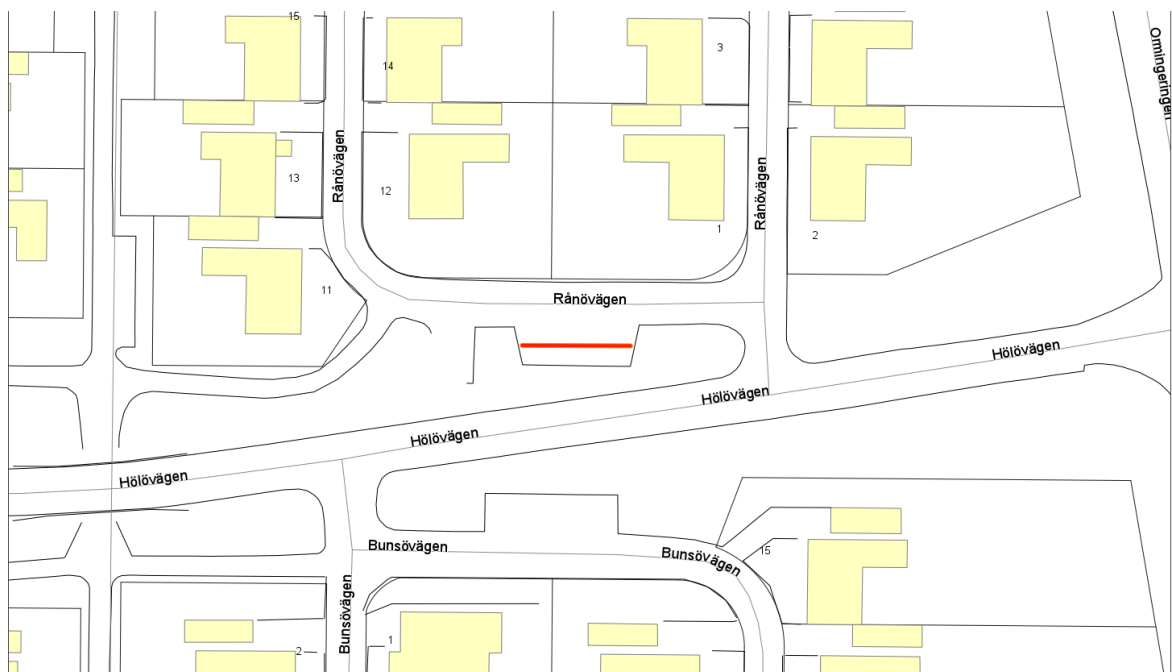 15
14
3
Ormingeringen
13
Rånövägen
12
Rånövägen
1
2
11
Rånövägen
Hölövägen
Hölövägen
Hölövägen
Hölövägen
Bunsövägen
Bunsövägen
15
Bunsövägen
1
2